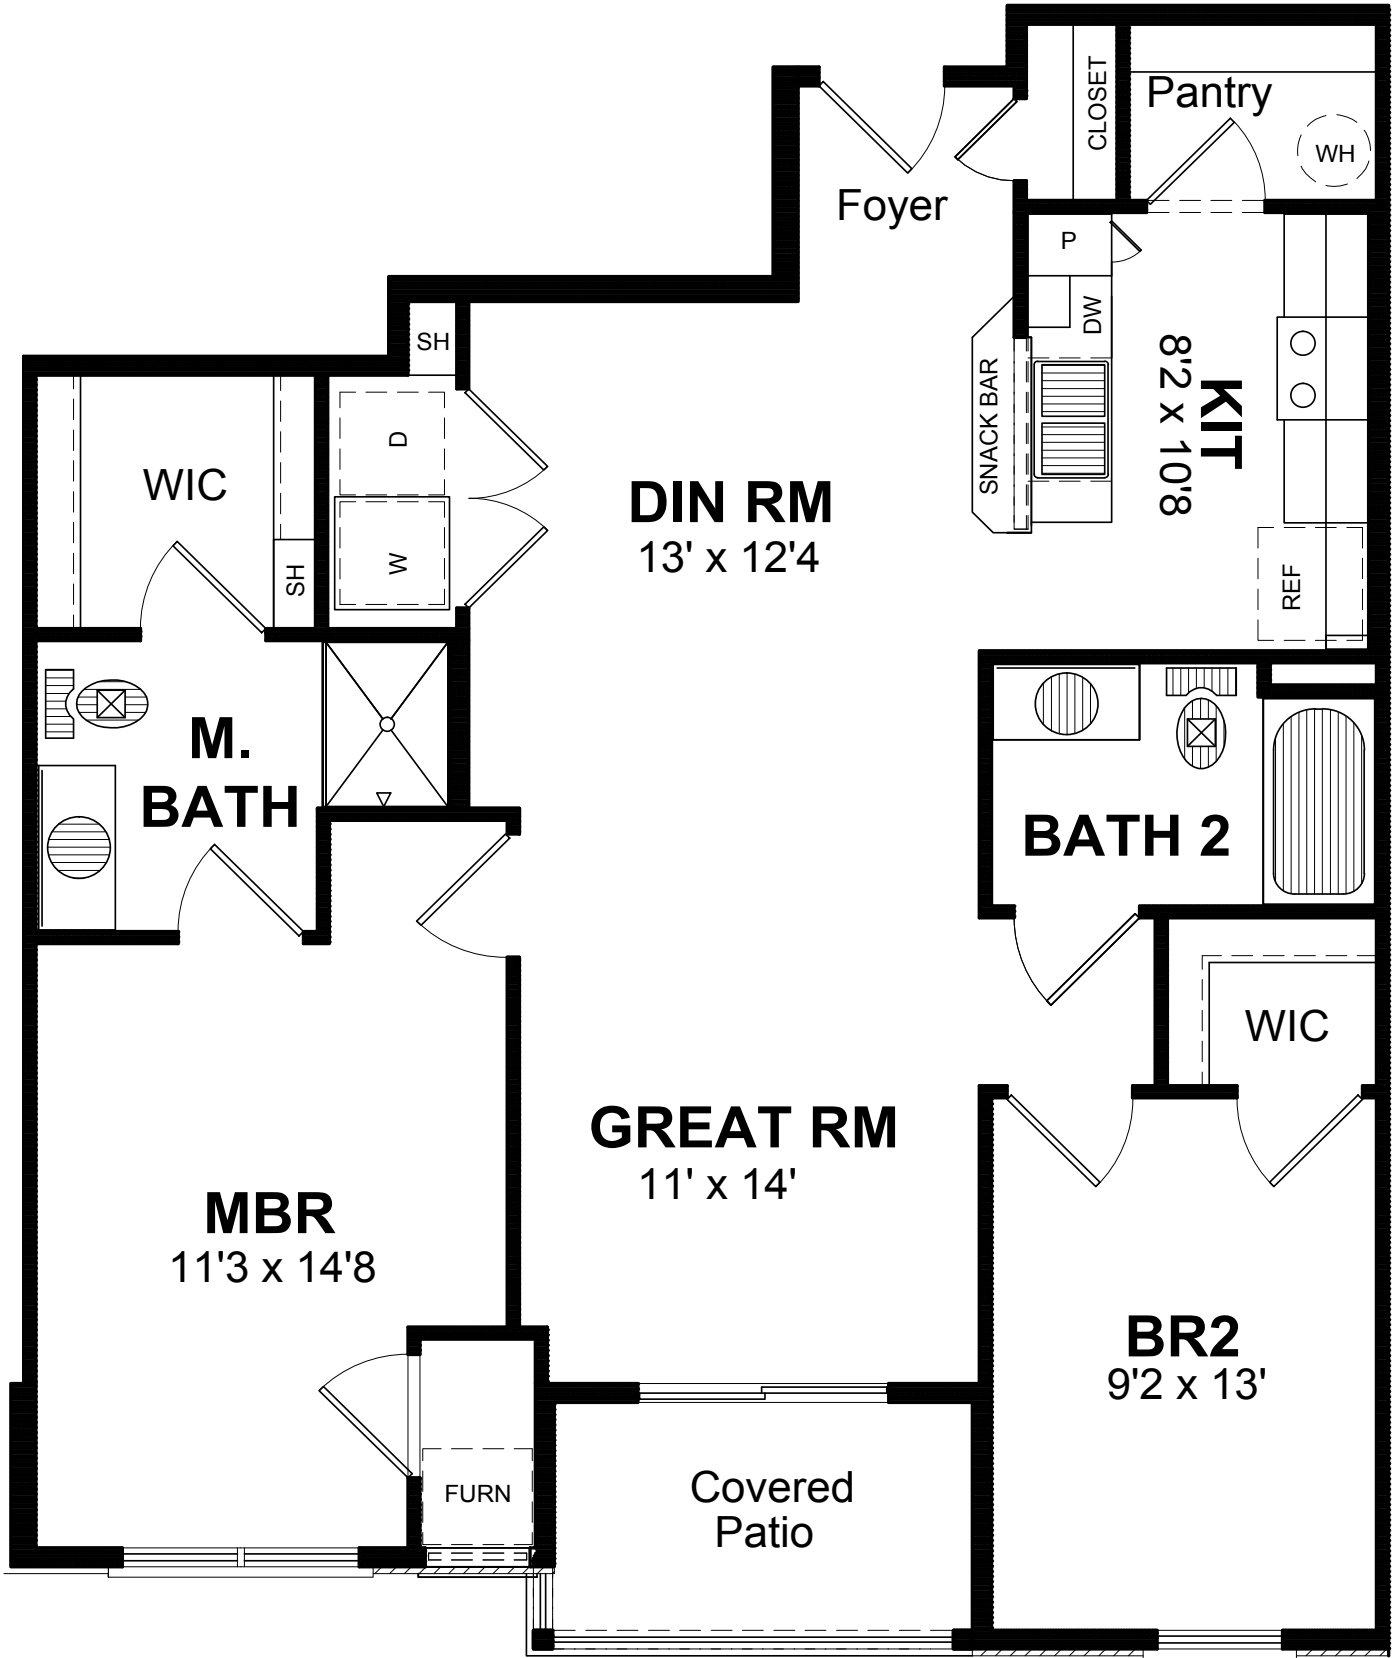 CLOSET
Pantry
WH
Foyer
P
DW
SH
SNACK BAR
KIT
8'2 x 10'8
D
WIC
DIN RM
13' x 12'4
W
SH
REF
M.
BATH
BATH 2
WIC
GREAT RM
11' x 14'
MBR
11'3 x 14'8
BR2
9'2 x 13'
FURN
Covered
Patio